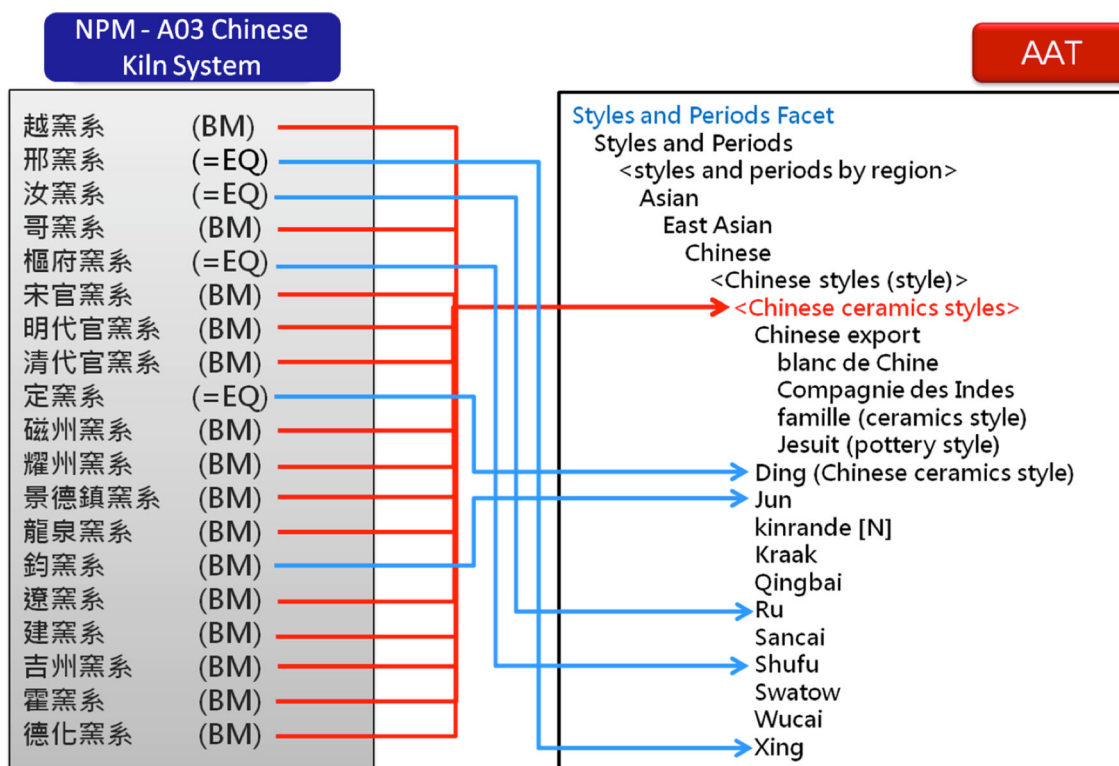 NPM - A03 Chinese
Kiln System
AAT
越窯系 (BM)
邢窯系 (=EQ)
汝窯系 (=EQ)
哥窯系 (BM)
樞府窯系 (=EQ)
宋官窯系 (BM)
明代官窯系 (BM)
清代官窯系 (BM)
定窯系 (=EQ)
磁州窯系 (BM)
耀州窯系 (BM)
景德鎮窯系 (BM)
龍泉窯系 (BM)
鈞窯系 (BM)
遼窯系 (BM)
建窯系 (BM)
吉州窯系 (BM)
霍窯系 (BM)
德化窯系 (BM)
Styles and Periods Facet
Styles and Periods
<styles and periods by region>
Asian
East Asian
Chinese
<Chinese styles (style)>
<Chinese ceramics styles>
Chinese export
blanc de Chine
Compagnie des Indes
famille (ceramics style)
Jesuit (pottery style)
Ding (Chinese ceramics style)
Jun
kinrande [N]
Kraak
Qingbai
Ru
Sancai
Shufu
Swatow
Wucai
Xing